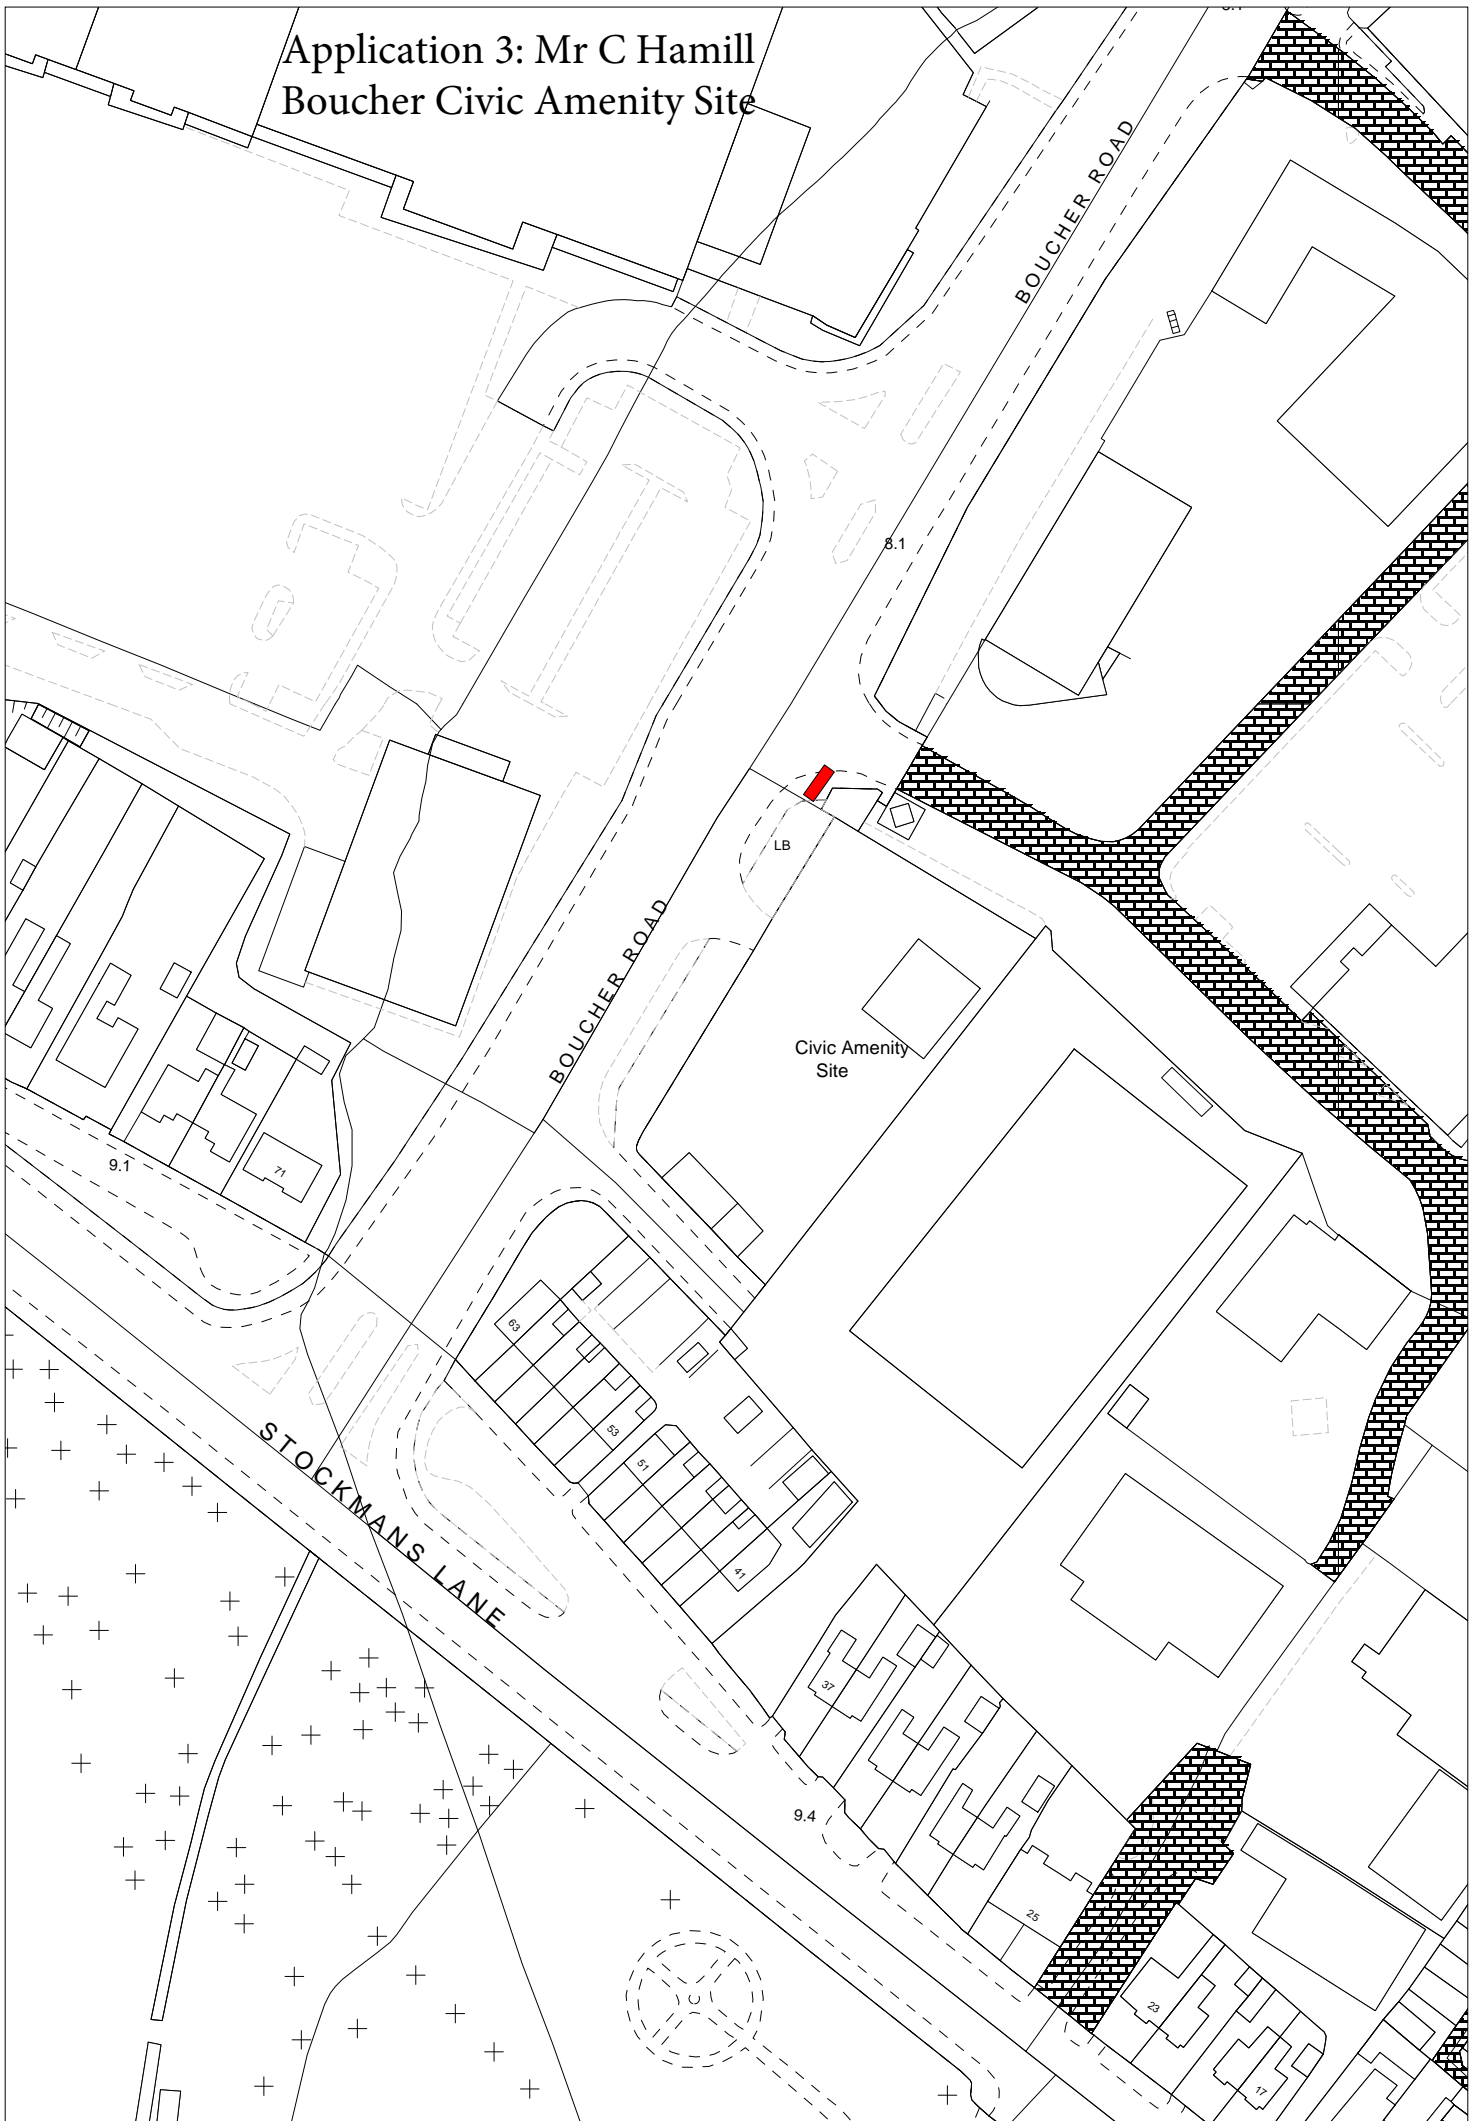 Application 3: Mr C Hamill
Boucher Civic Amenity Site
BOUCHER ROAD
8.1
LB
BOUCHER ROAD
Civic Amenity
Site
9.1
71
63
53
51
41
STOCKMANS LANE
37
9.4
25
23
17